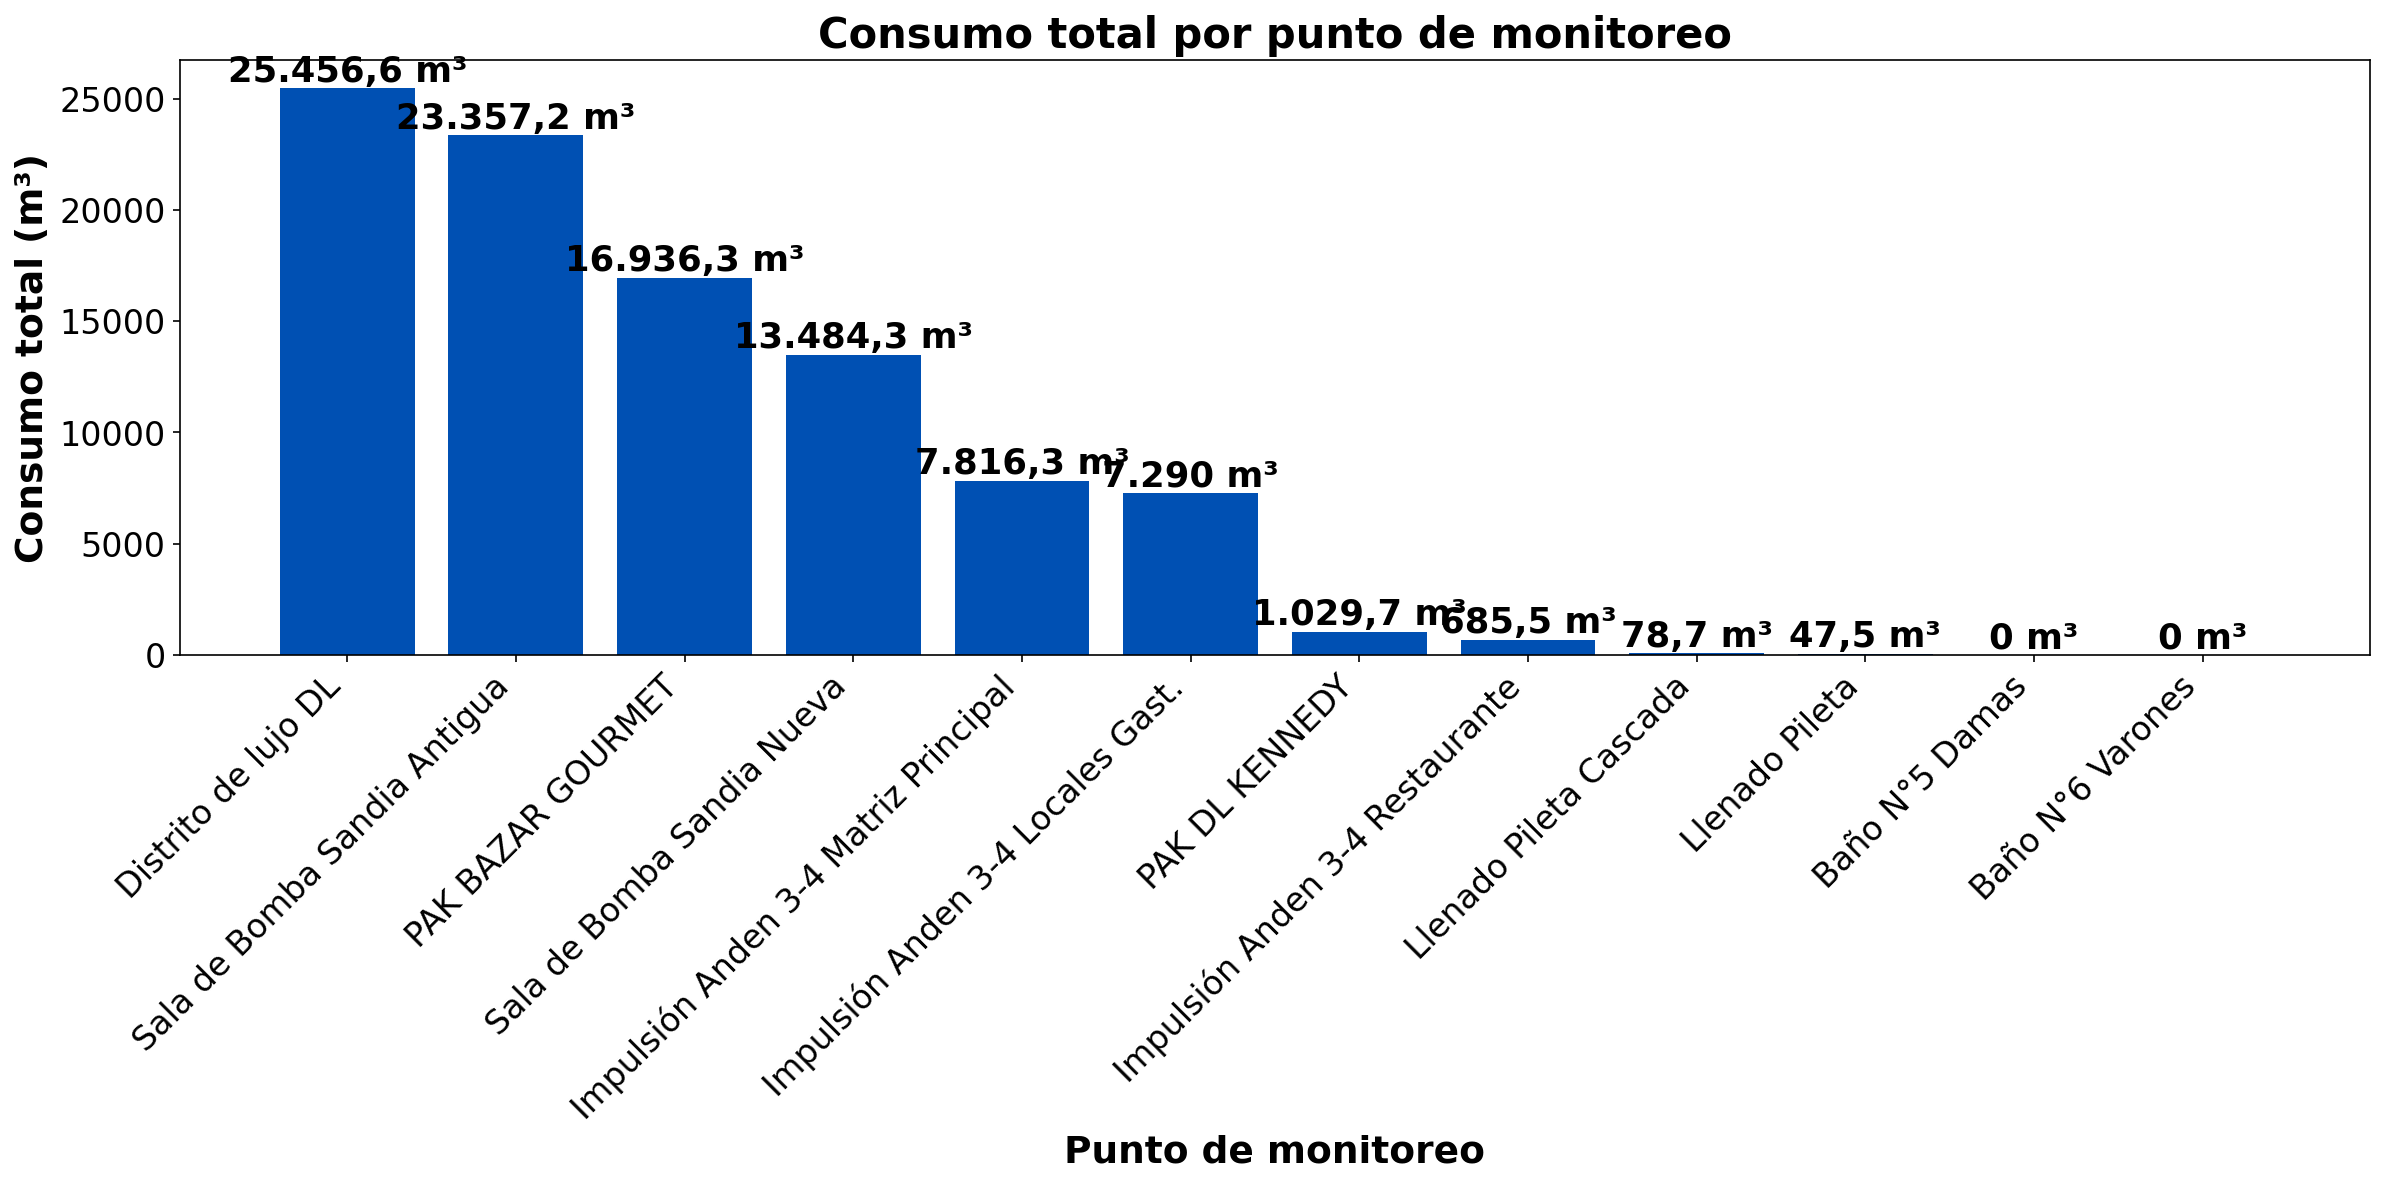 Consumo total por punto de monitoreo
Consumo total (m³)
25000
20000
15000
10000
5000
0
25.456,6 m³
23.357,2 m³
16.936,3 m³
13.484,3 m³
7.816,3 m³
7.290 m³
1.029,7 m³
685,5 m³
78,7 m³
47,5 m³
0 m³
0 m³
Distrito de lujo DL
Sala de Bomba Sandia Antigua
PAK BAZAR GOURMET
Sala de Bomba Sandia Nueva
Impulsión Anden 3-4 Matriz Principal
Impulsión Anden 3-4 Locales Gast.
PAK DL KENNEDY
Impulsión Anden 3-4 Restaurante
Llenado Pileta Cascada
Llenado Pileta
Baño N°5 Damas
Baño N°6 Varones
Punto de monitoreo